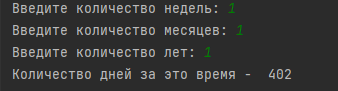 Введите количество недель: 1
Введите количество месяцев: 1
Введите количество лет: 1
Количество дней за это время -  402